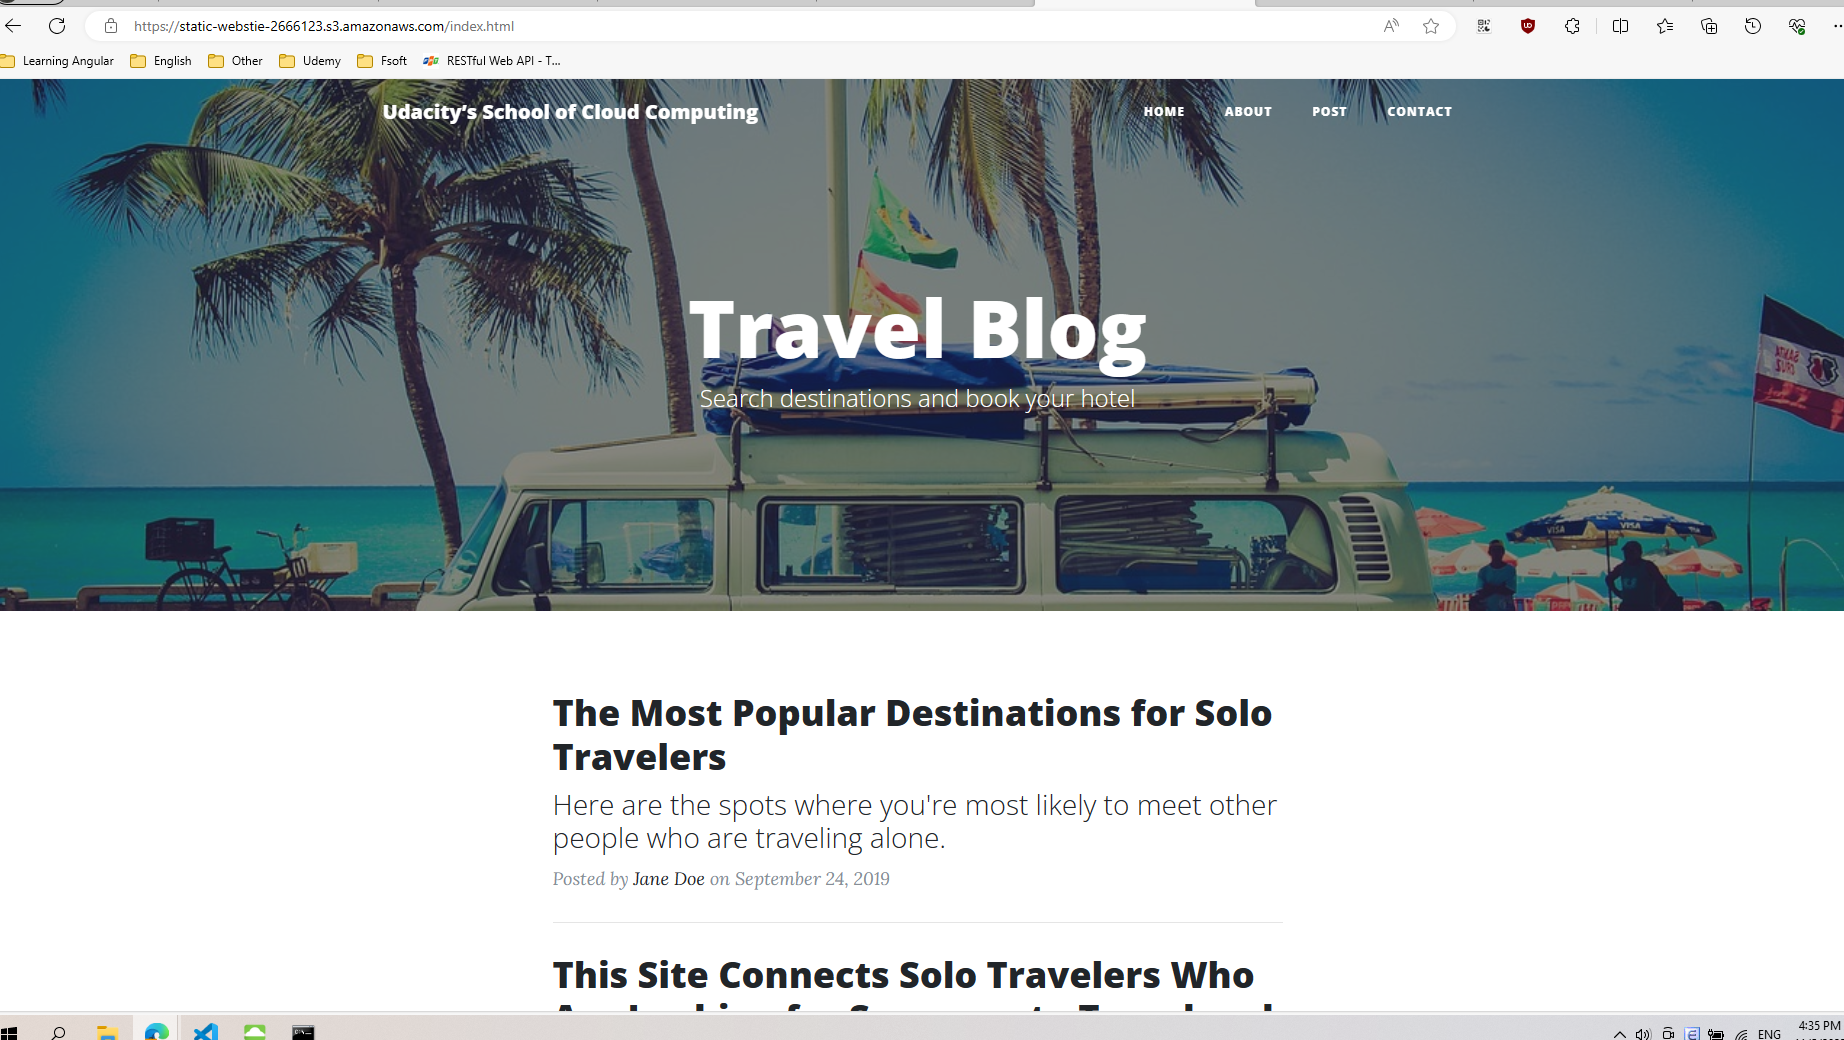 https://static-webstie-2666123.s3.amazonaws.com/index.html
Learning Angular
English
Other
Udemy
Fsoft
RESTful Web API - T...
Udacity's School of Cloud Computing
HOME
ABOUT
POST
CONTACT
Travel Blog
Search destinations and book your hotel
SANTA
CRUZ
VISA
VISA
The Most Popular Destinations for Solo
Travelers
Here are the spots where you're most likely to meet other
people who are traveling alone.
Posted by Jane Doe on September 24, 2019
This Site Connects Solo Travelers Who
ENG
4:35 PM